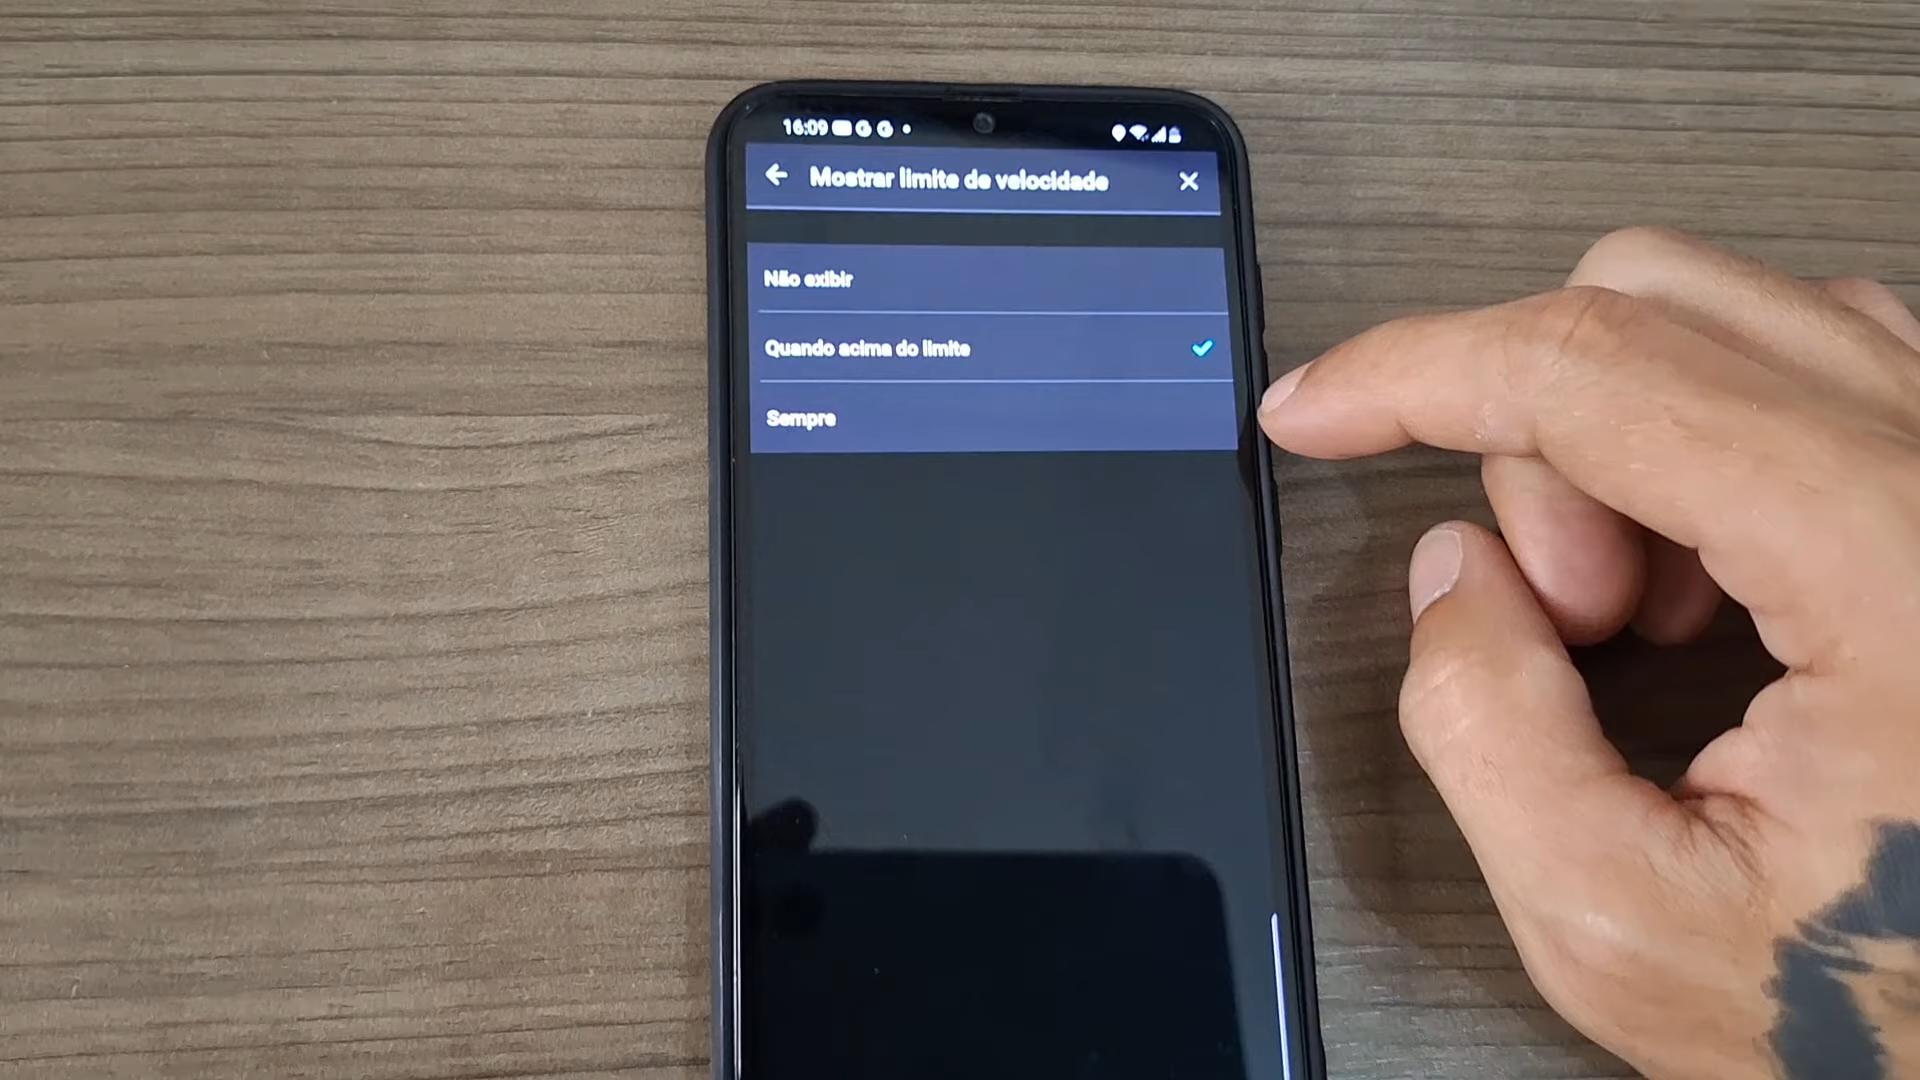 16:09
Mostrar limite de velocidade
Não exibir
Quando acima do limite
Sempre